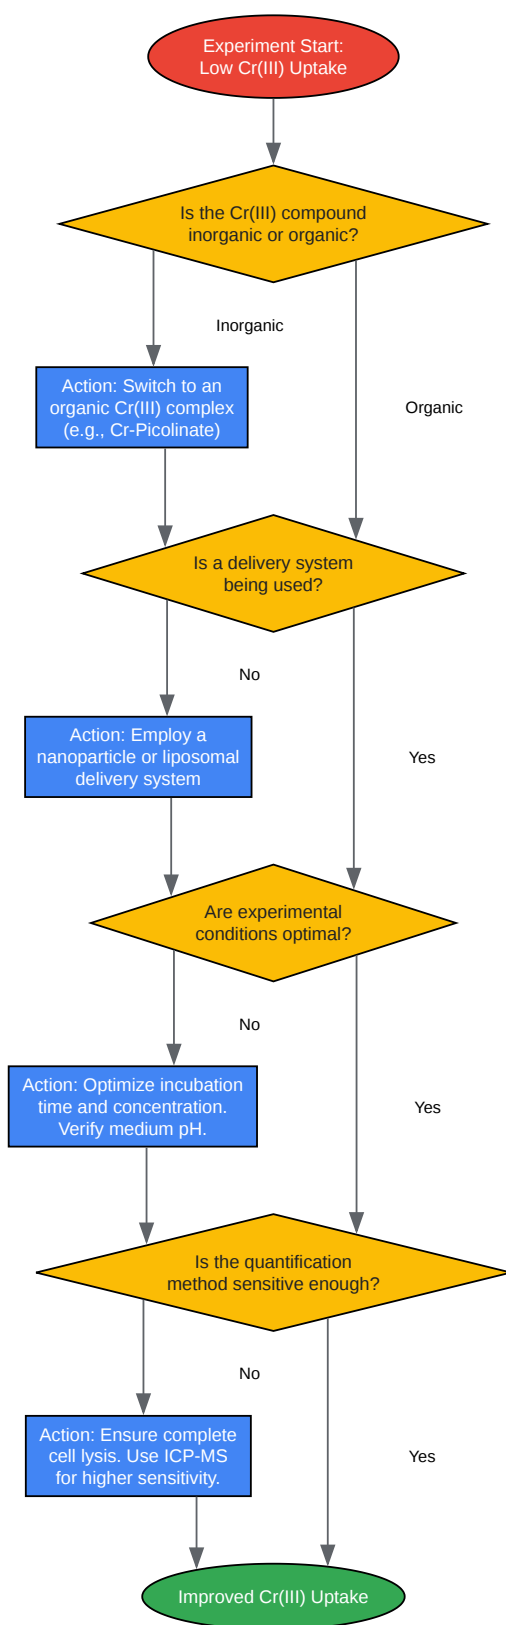 Experiment Start:
Low Cr(III) Uptake
Is the Cr(III) compound
inorganic or organic?
Inorganic
Action: Switch to an
organic Cr(III) complex
(e.g., Cr-Picolinate)
Organic
Is a delivery system
being used?
No
Action: Employ a
nanoparticle or liposomal
delivery system
Yes
Are experimental
conditions optimal?
No
Action: Optimize incubation
time and concentration.
Verify medium pH.
Yes
Is the quantification
method sensitive enough?
No
Action: Ensure complete
cell lysis. Use ICP-MS
for higher sensitivity.
Yes
Improved Cr(III) Uptake